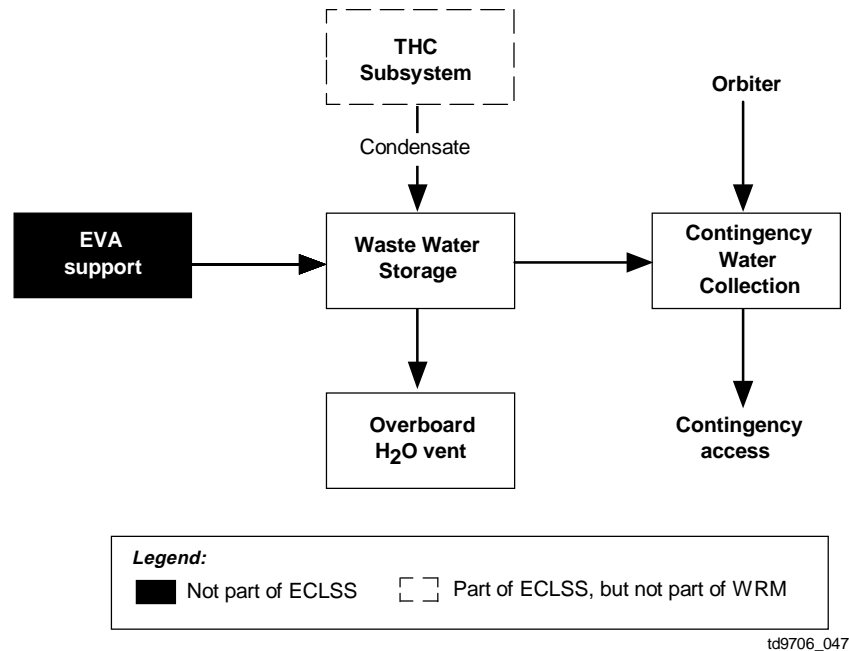 THC
Subsystem
Orbiter
Condensate
EVA
support
Waste Water
Storage
Contingency
Water
Collection
Overboard
H2O vent
Contingency
access
Legend:
Not part of ECLSS
Part of ECLSS, but not part of WRM
td9706_047